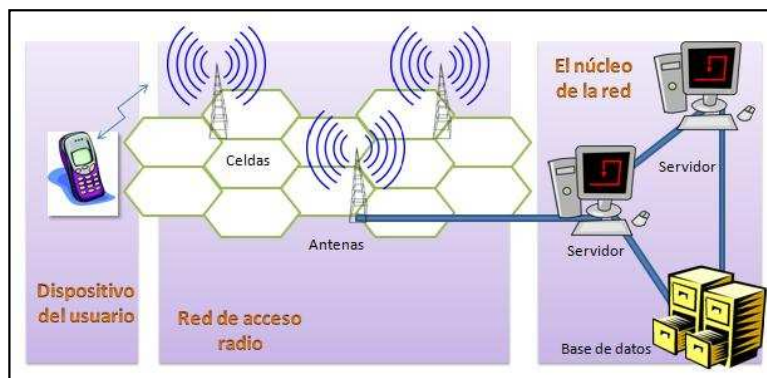 El núcleo
de la red
Celdas
Servidor
Antenas
Servidor
Dispositivo
del usuario
Red de acceso
radio
Base de datos